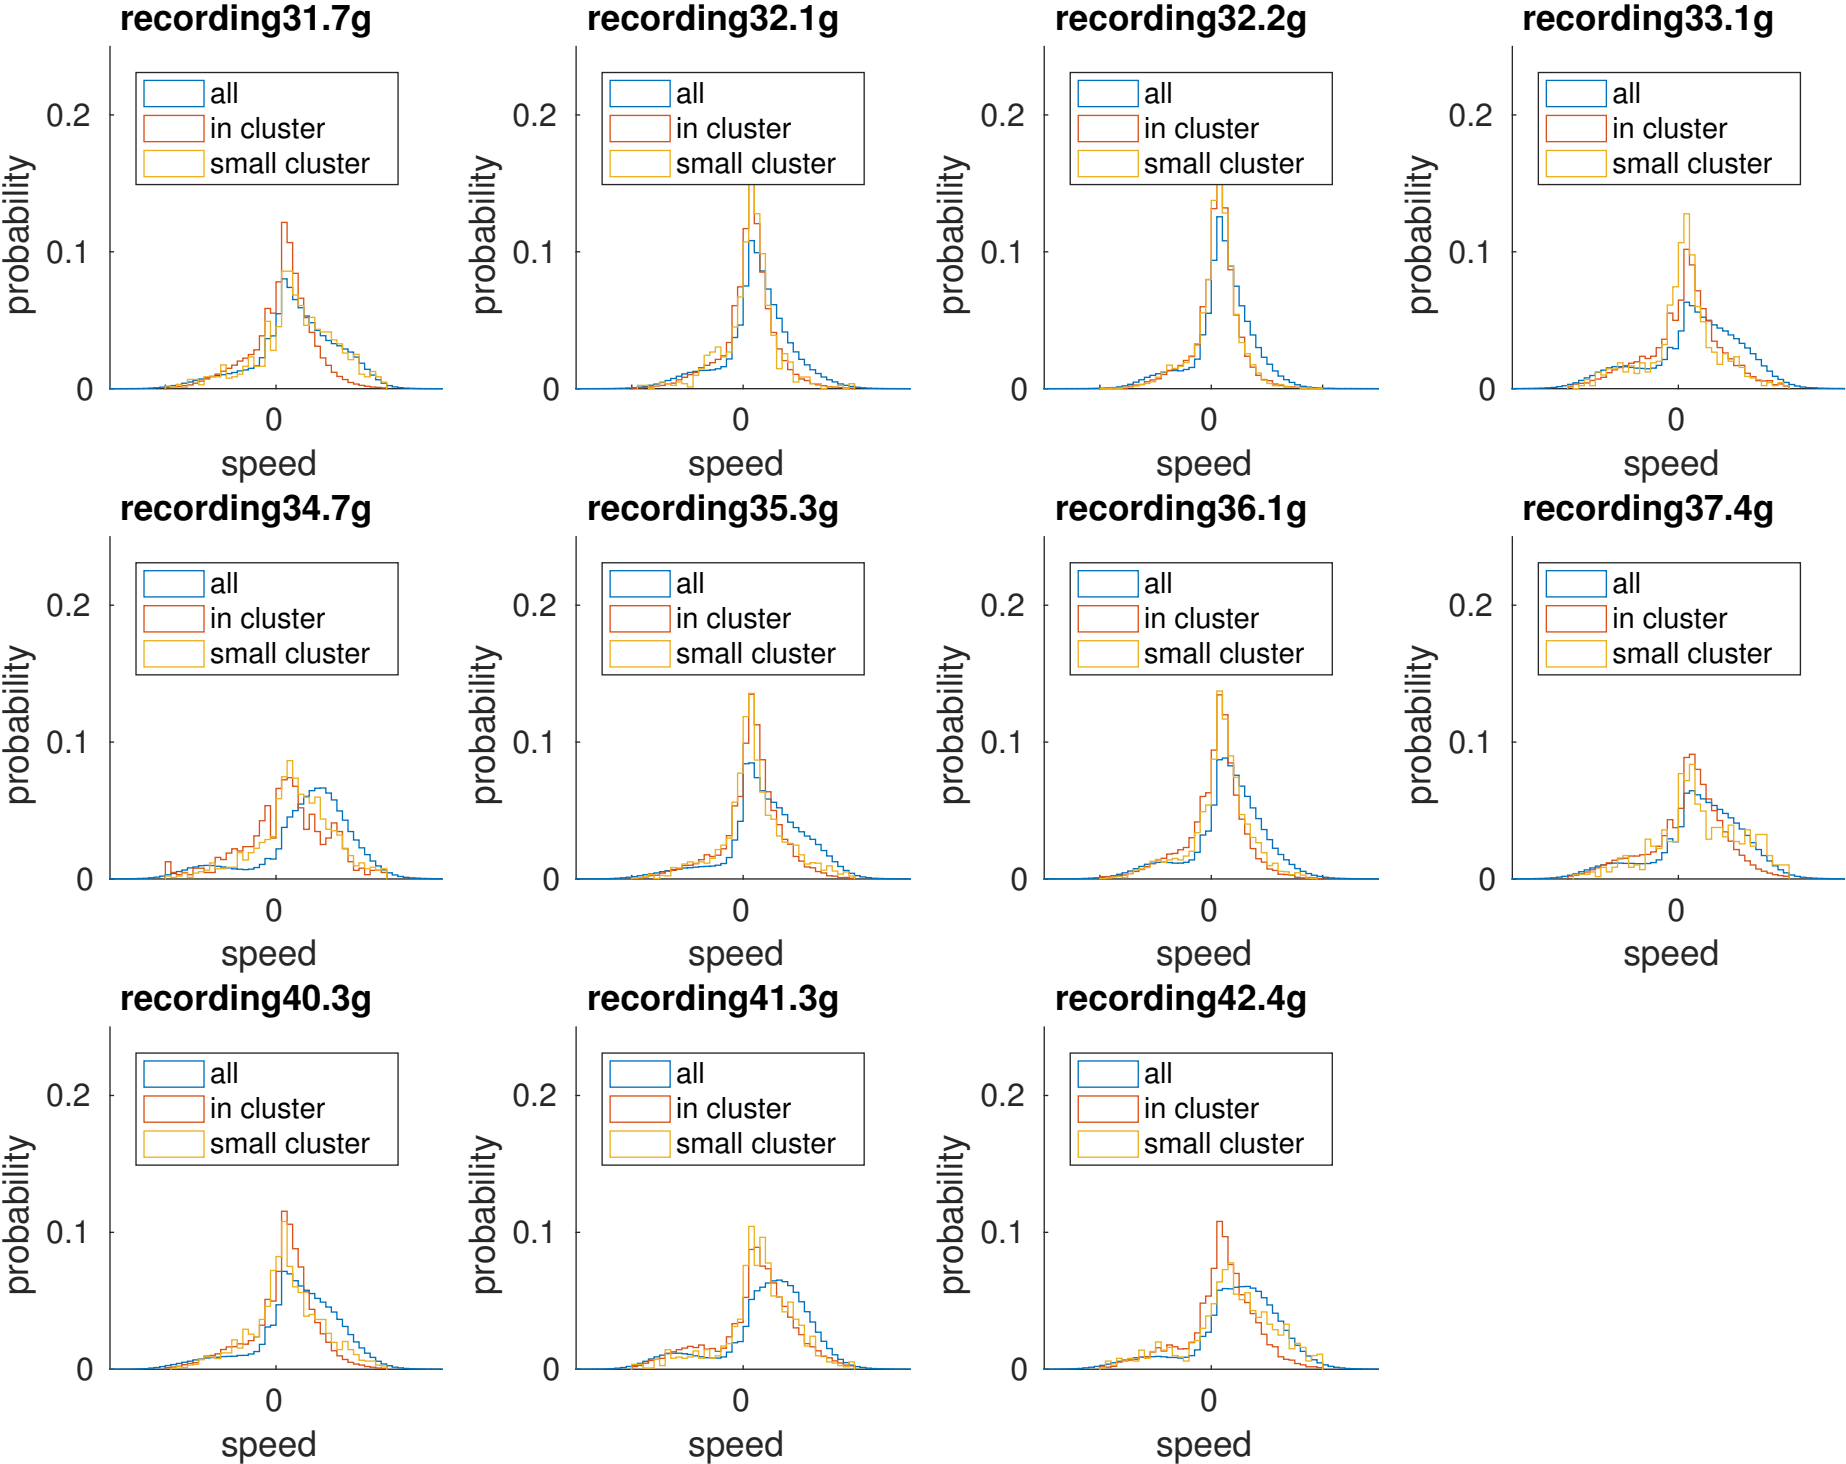 recording31.7g
all
in cluster
small cluster
0.2
0.1
0
0
probability
speed
recording32.1g
all
in cluster
small cluster
0.2
0.1
0
0
probability
speed
recording32.2g
all
in cluster
small cluster
0.2
0.1
0
0
probability
speed
recording33.1g
all
in cluster
small cluster
0.2
0.1
0
0
probability
speed
recording34.7g
all
in cluster
small cluster
0.2
0.1
0
0
probability
speed
recording35.3g
all
in cluster
small cluster
0.2
0.1
0
0
probability
speed
recording36.1g
all
in cluster
small cluster
0.2
0.1
0
0
probability
speed
recording37.4g
all
in cluster
small cluster
0.2
0.1
0
0
probability
speed
recording40.3g
all
in cluster
small cluster
0.2
0.1
0
0
probability
speed
recording41.3g
all
in cluster
small cluster
0.2
0.1
0
0
probability
speed
recording42.4g
all
in cluster
small cluster
0.2
0.1
0
0
probability
speed